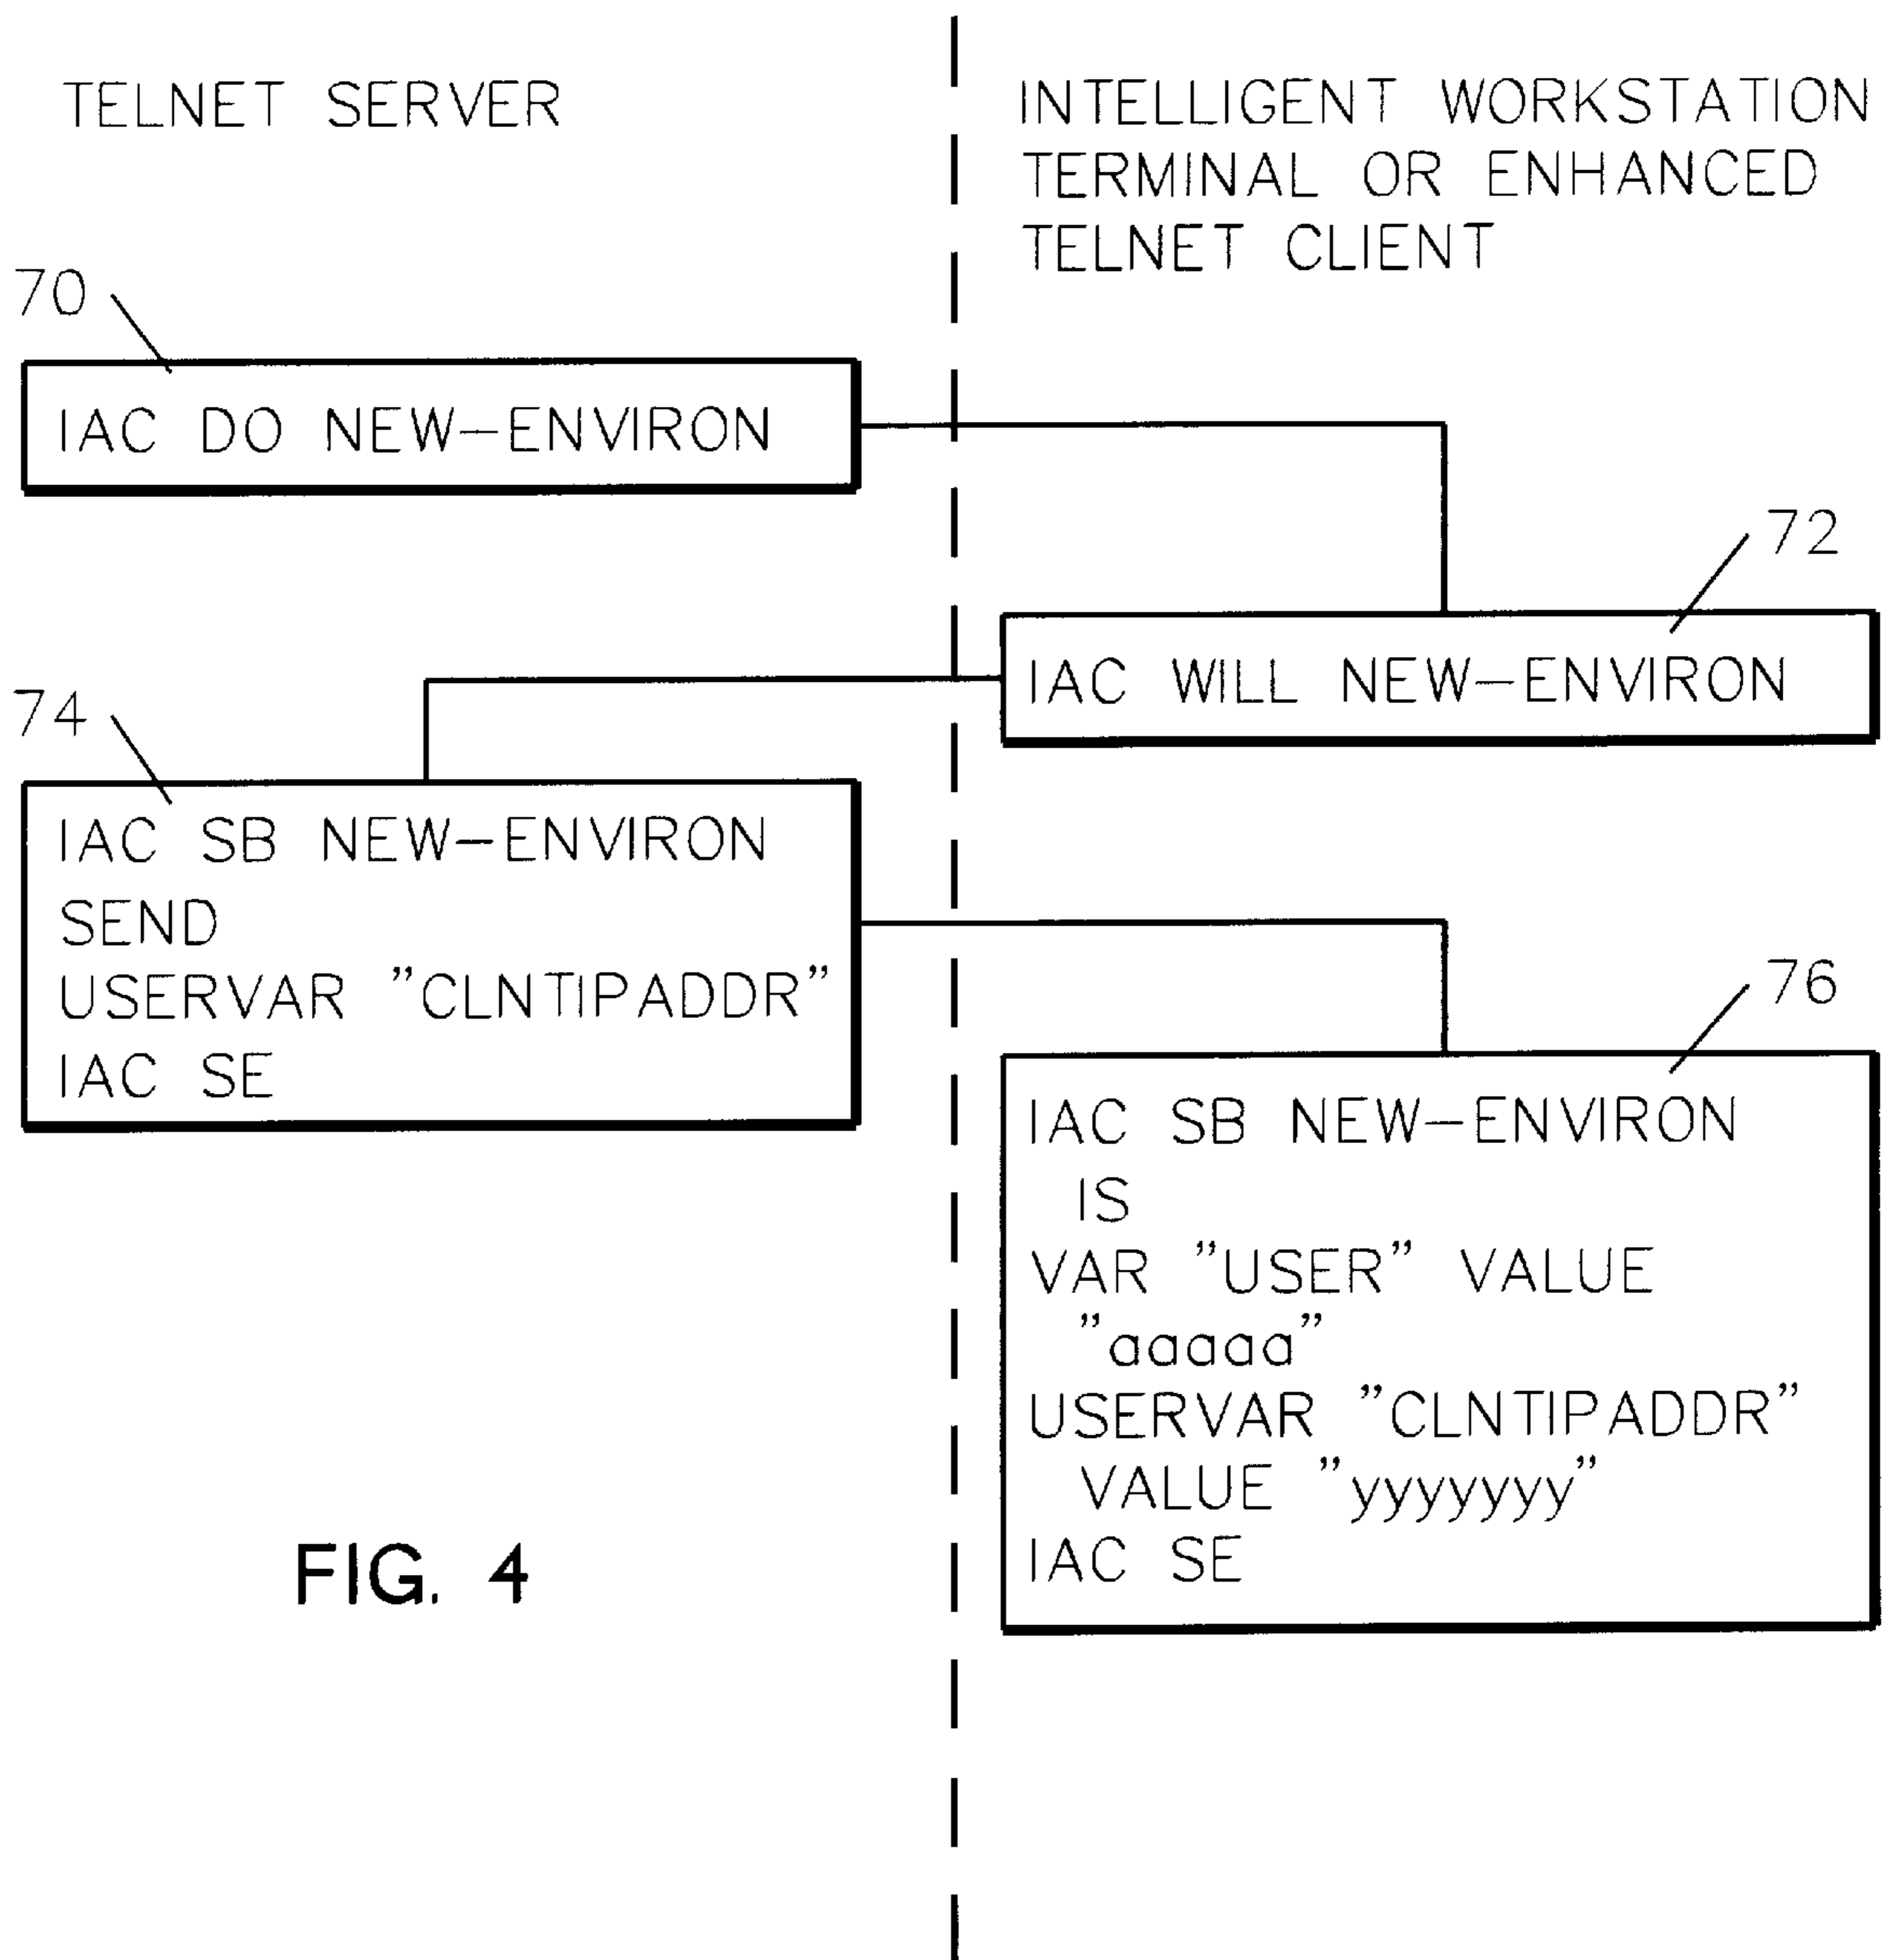 TELNET SERVER
INTELLIGENT WORKSTATION
TERMINAL OR ENHANCED
TELNET CLIENT
70
IAC DO NEW-ENVIRON
72
IAC WILL NEW-ENVIRON
74
IAC SB NEW-ENVIRON
SEND
USERVAR "CLNTIPADDR"
IAC SE
76
IAC SB NEW-ENVIRON
IS
VAR "USER" VALUE
"aaaaa"
USERVAR "CLNTIPADDR"
VALUE "yyyyyyy"
IAC SE
FIG. 4